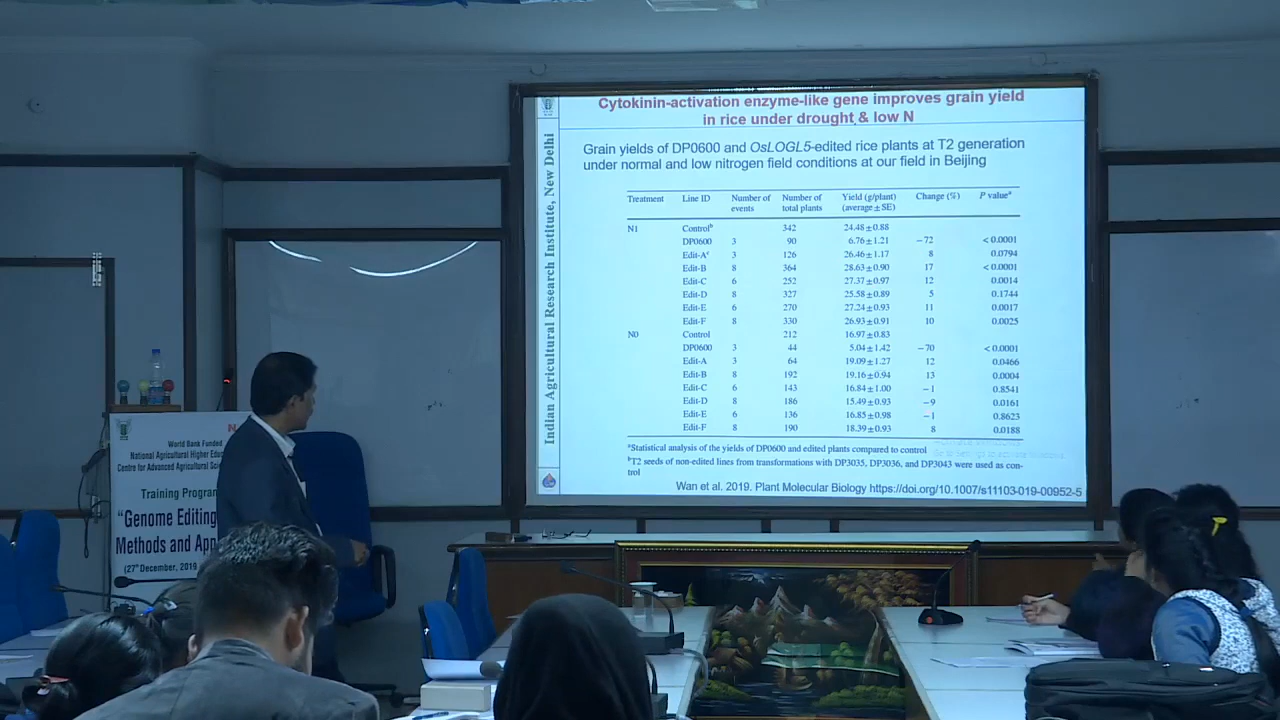 Cytokinin-activation enzyme-like gene improves grain yield
in rice under drought & low N
Indian Agricultural Research Institute, New Delhi
Grain yields of DP0600 and OsLOGL5-edited rice plants at T2 generation
under normal and low nitrogen field conditions at our field in Beijing
Treatment Line ID Number of events Number of total plants Yield (g/plant) (average ± SE) Change (%) P valueᵃ
N1 Controlᵇ 342 24.48±0.88
DP0600 3 90 6.76±1.21 −72 <0.0001
Edit-Aᵃ 3 126 26.46±1.17 8 0.0794
Edit-B 8 364 28.63±0.90 17 <0.0001
Edit-C 6 252 27.37±0.97 12 0.0014
Edit-D 8 327 25.58±0.89 5 0.1744
Edit-E 6 270 27.24±0.93 11 0.0017
Edit-F 8 330 26.93±0.91 10 0.0025
N0 Control 212 16.97±0.83
DP0600 3 44 5.04±1.42 −70 <0.0001
Edit-A 3 64 19.09±1.27 12 0.0466
Edit-B 8 192 19.16±0.94 13 0.0004
Edit-C 6 143 16.84±1.00 −1 0.8541
Edit-D 8 186 15.49±0.93 −9 0.0161
Edit-E 6 136 16.85±0.98 −1 0.8623
Edit-F 8 190 18.39±0.93 8 0.0188
ᵃStatistical analysis of the yields of DP0600 and edited plants compared to control
ᵇT2 seeds of non-edited lines from transformations with DP3035, DP3036, and DP3043 were used as con-
trol
Wan et al. 2019. Plant Molecular Biology https://doi.org/10.1007/s11103-019-00952-5
World Bank Funded
National Agricultural Higher Edu
Centre for Advanced Agricultural Sci
Training Program
"Genome Editing
Methods and App
(27th December, 2019